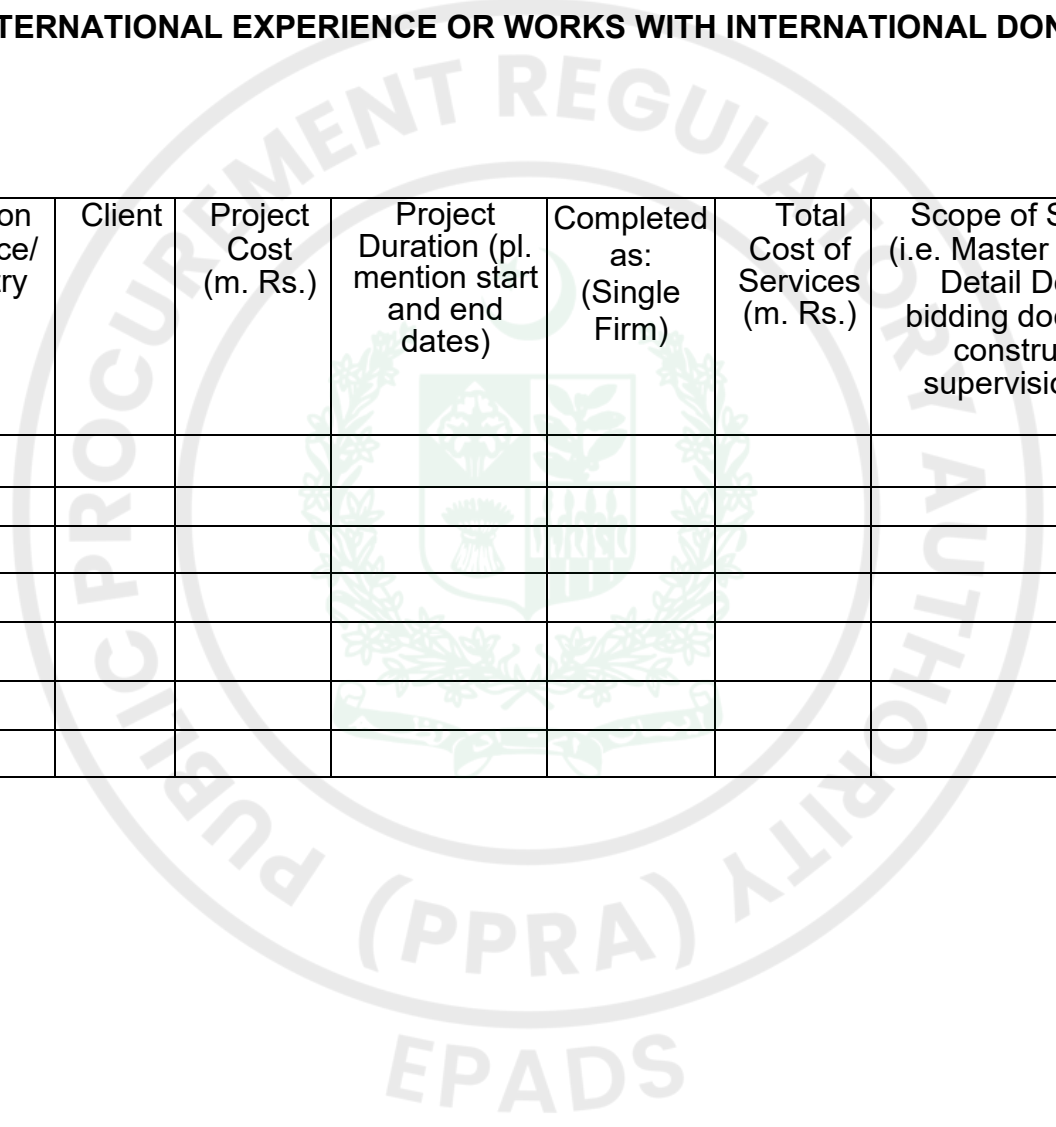 TERNATIONAL EXPERIENCE OR WORKS WITH INTERNATIONAL DON
on
ce/
ry
Client
Project
Cost
(m. Rs.)
Project
Duration (pl.
mention start
and end
dates)
Completed
as:
(Single
Firm)
Total
Cost of
Services
(m. Rs.)
Scope of S
(i.e. Master
Detail De
bidding doc
constru
supervisio
PUBLIC PROCUREMENT REGULATORY AUTHORITY
(PPRA)
EPADS